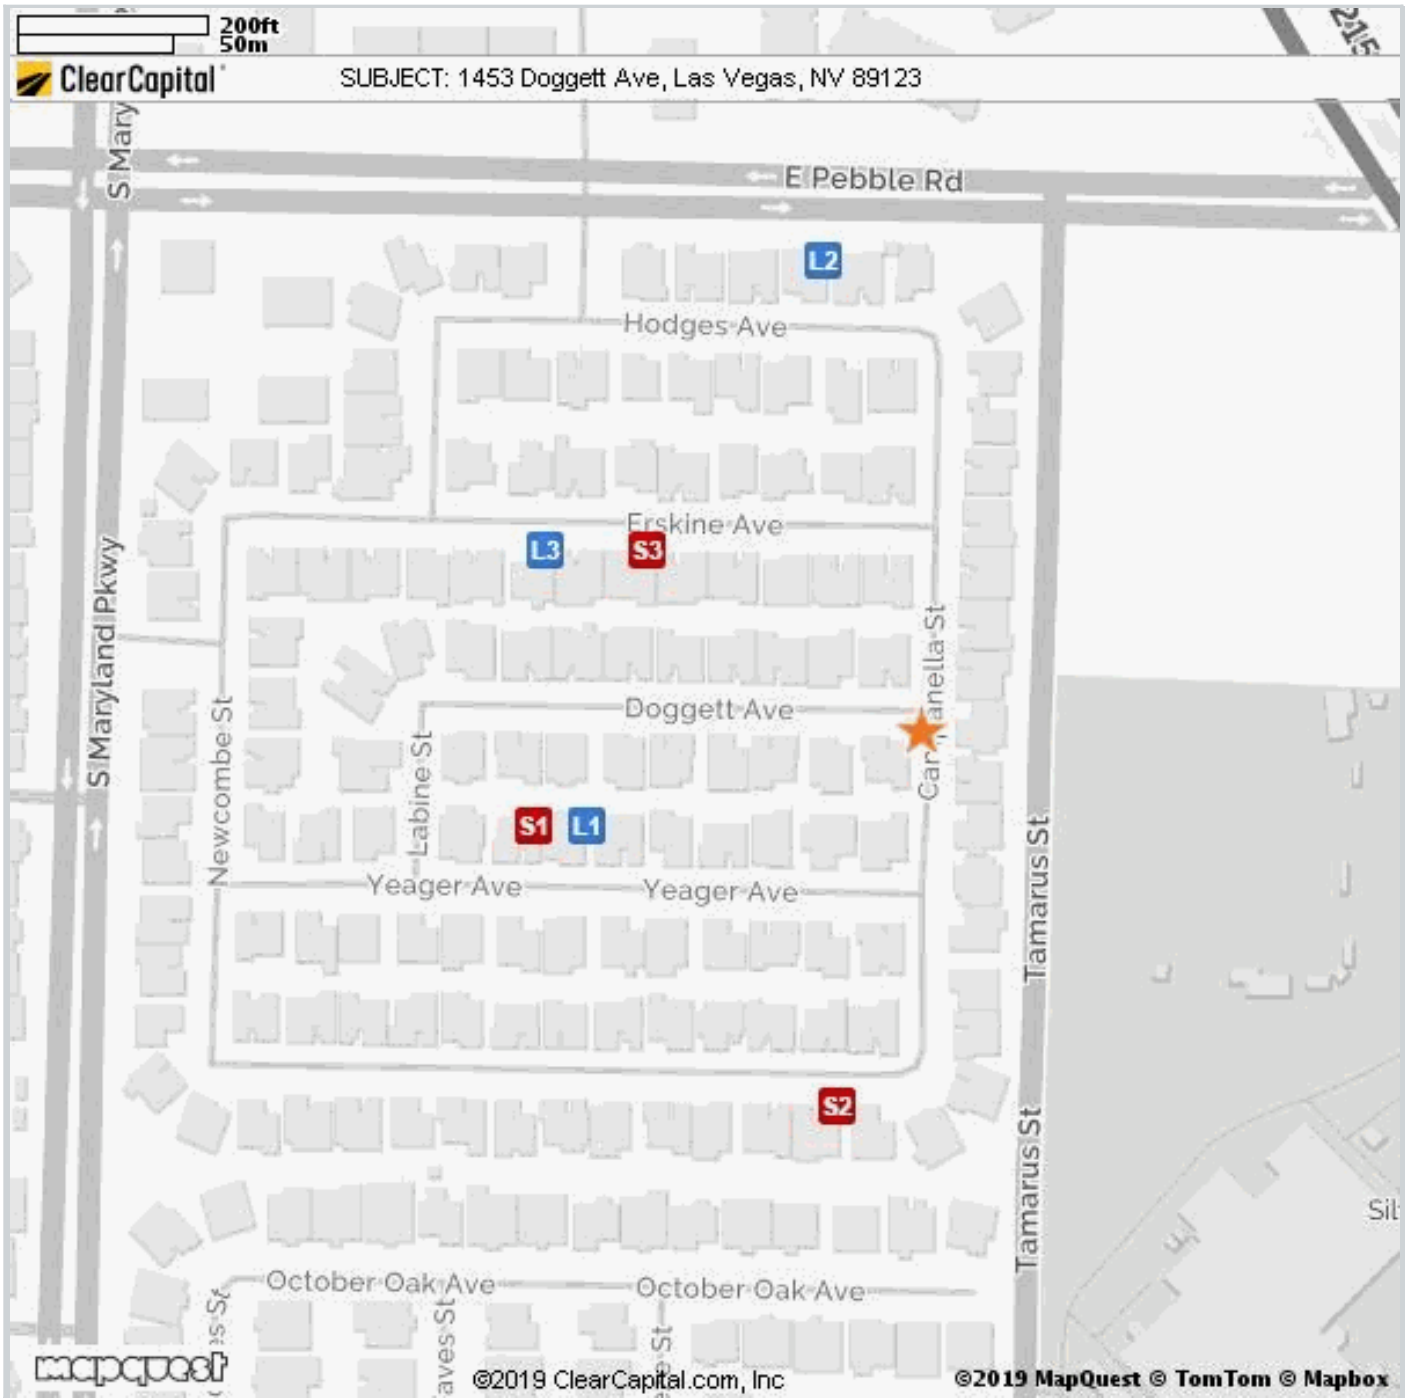 200ft
50m
215
ClearCapital
SUBJECT: 1453 Doggett Ave, Las Vegas, NV 89123
S Mary
E Pebble Rd
L2
Hodges Ave
Erskine Ave
L3
S3
S Maryland Pkwy
Newcombe St
Labine St
Doggett Ave
S1
L1
Yeager Ave
Yeager Ave
Tamarus St
S2
Tamarus St
Sil
October Oak Ave
October Oak Ave
mapquest
©2019 ClearCapital.com, Inc
©2019 MapQuest © TomTom © Mapbox